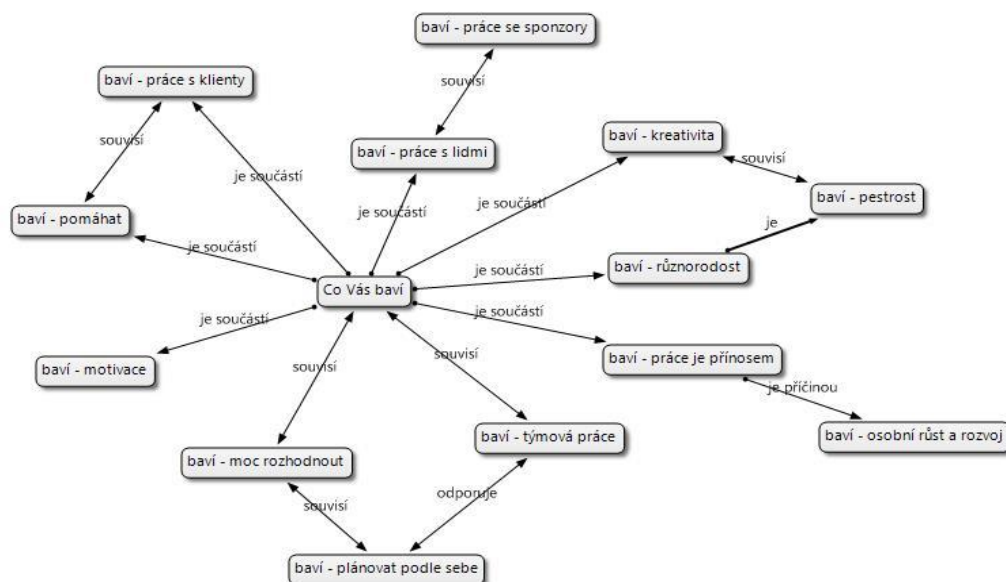 baví - práce se sponzory
baví - práce s klienty
souvisí
souvisí
baví - práce s lidmi
baví - kreativita
souvisí
je součástí
baví - pestrost
je součástí
je součástí
baví - pomáhat
je
je součástí
baví - různorodost
je součástí
Co Vás baví
je součástí
je součástí
baví - práce je přínosem
souvisí
souvisí
baví - motivace
je příčinou
baví - týmová práce
baví - osobní růst a rozvoj
baví - moc rozhodnout
odporuje
souvisí
baví - plánovat podle sebe